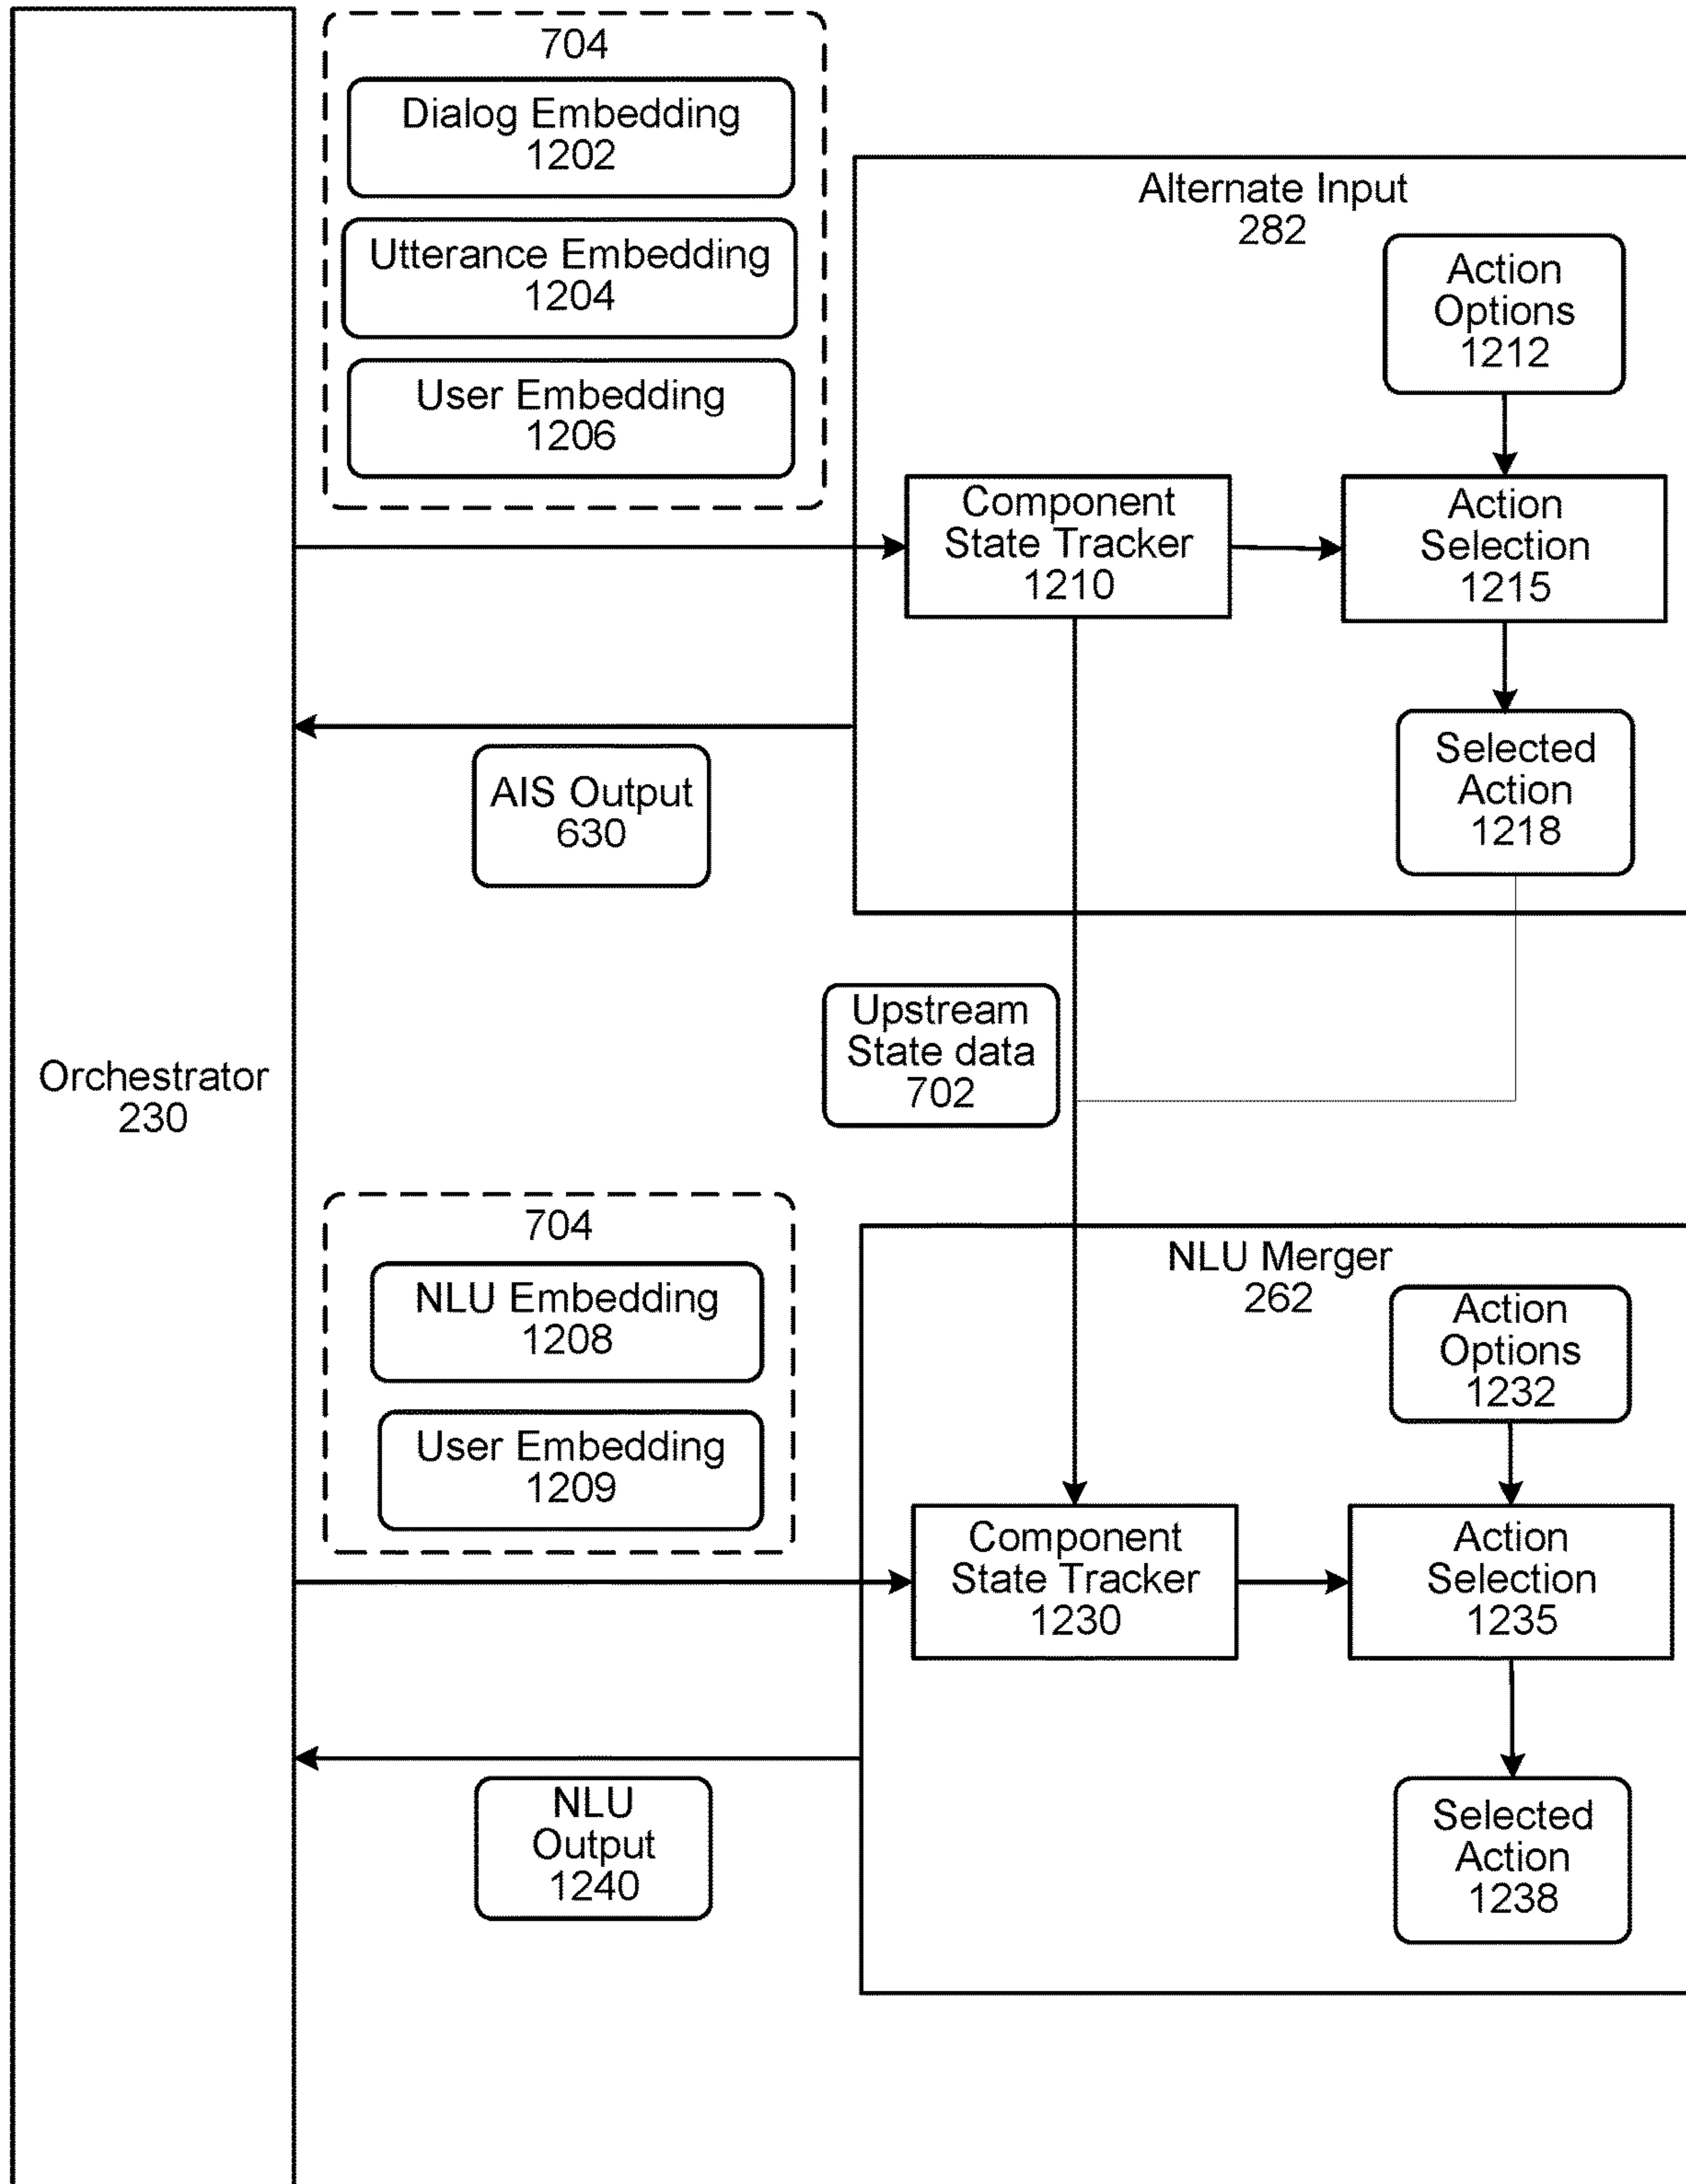 704
Dialog Embedding
1202
Utterance Embedding
1204
User Embedding
1206
Alternate Input
282
Action
Options
1212
Component
State Tracker
1210
Action
Selection
1215
Selected
Action
1218
AIS Output
630
Upstream
State data
702
Orchestrator
230
704
NLU Embedding
1208
User Embedding
1209
NLU Merger
262
Action
Options
1232
Component
State Tracker
1230
Action
Selection
1235
Selected
Action
1238
NLU
Output
1240